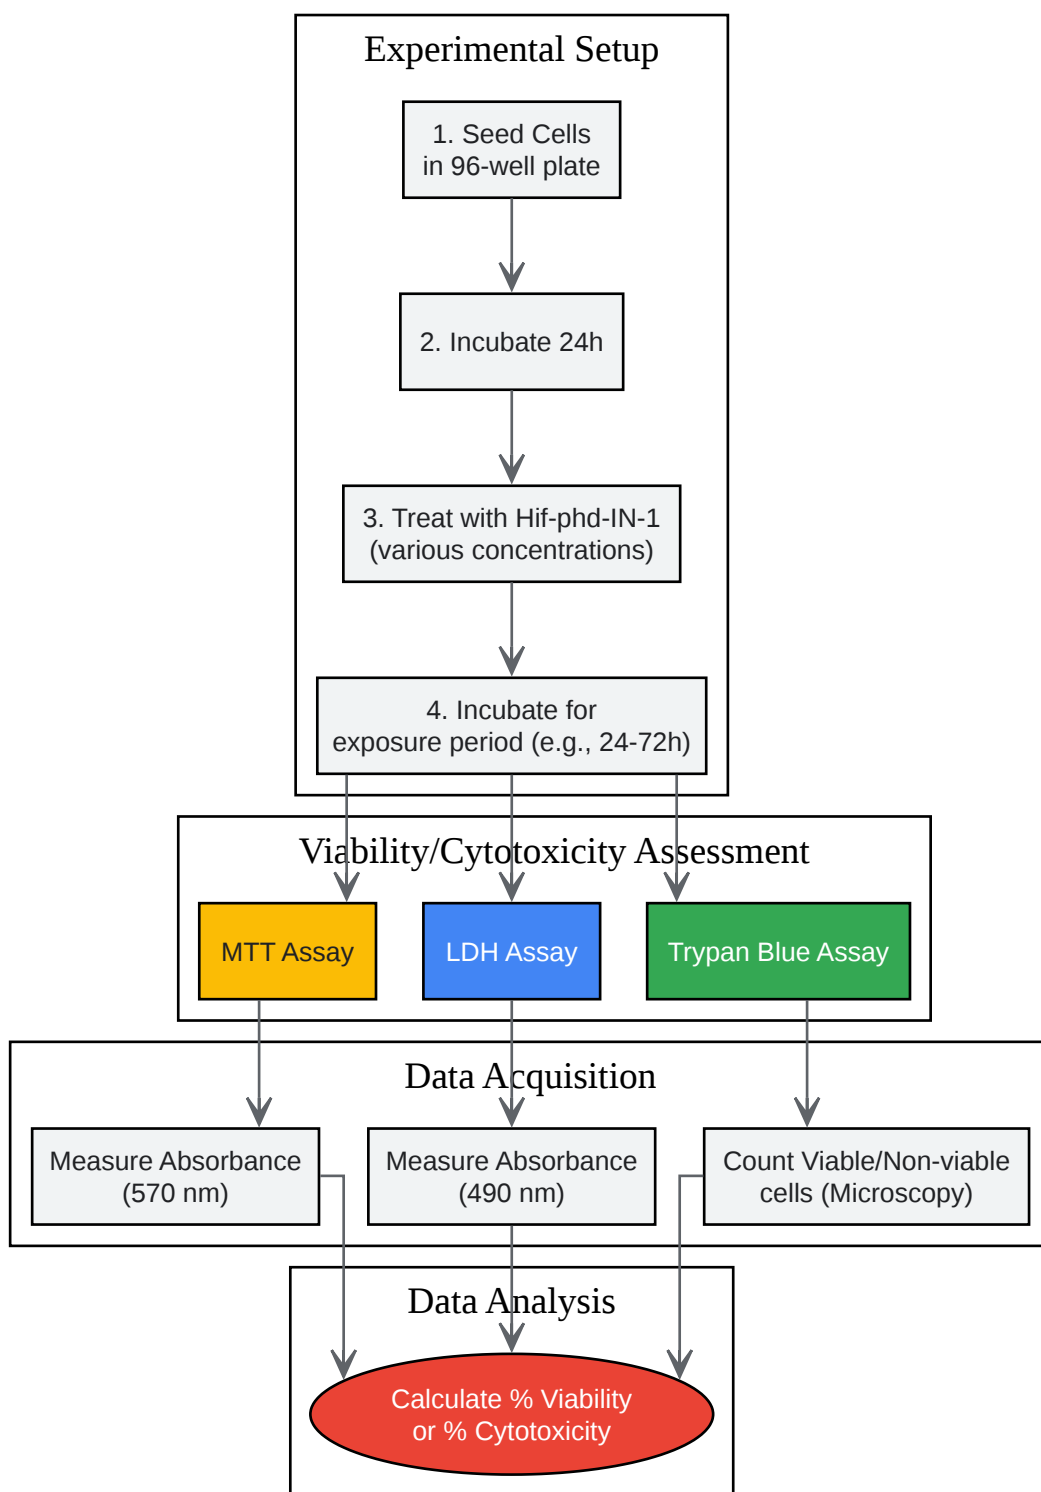 Experimental Setup
1. Seed Cells
in 96-well plate
2. Incubate 24h
3. Treat with Hif-phd-IN-1
(various concentrations)
4. Incubate for
exposure period (e.g., 24-72h)
Viability/Cytotoxicity Assessment
MTT Assay
LDH Assay
Trypan Blue Assay
Data Acquisition
Measure Absorbance
(570 nm)
Measure Absorbance
(490 nm)
Count Viable/Non-viable
cells (Microscopy)
Data Analysis
Calculate % Viability
or % Cytotoxicity